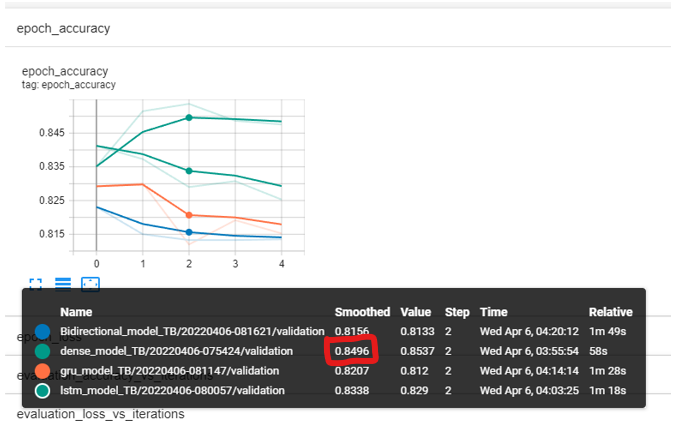 epoch_accuracy
epoch_accuracy
tag: epoch_accuracy
0.845
0.835
0.825
0.815
0 1 2 3 4
Name Smoothed Value Step Time Relative
Bidirectional_model_TB/20220406-081621/validation 0.8156 0.8133 2 Wed Apr 6, 04:20:12 1m 49s
epoch_loss
dense_model_TB/20220406-075424/validation 0.8496 0.8537 2 Wed Apr 6, 03:55:54 58s
gru_model_TB/20220406-081147/validation 0.8207 0.812 2 Wed Apr 6, 04:14:14 1m 28s
evaluation_accuracy_vs_iterations
lstm_model_TB/20220406-080057/validation 0.8338 0.829 2 Wed Apr 6, 04:03:25 1m 18s
evaluation_loss_vs_iterations